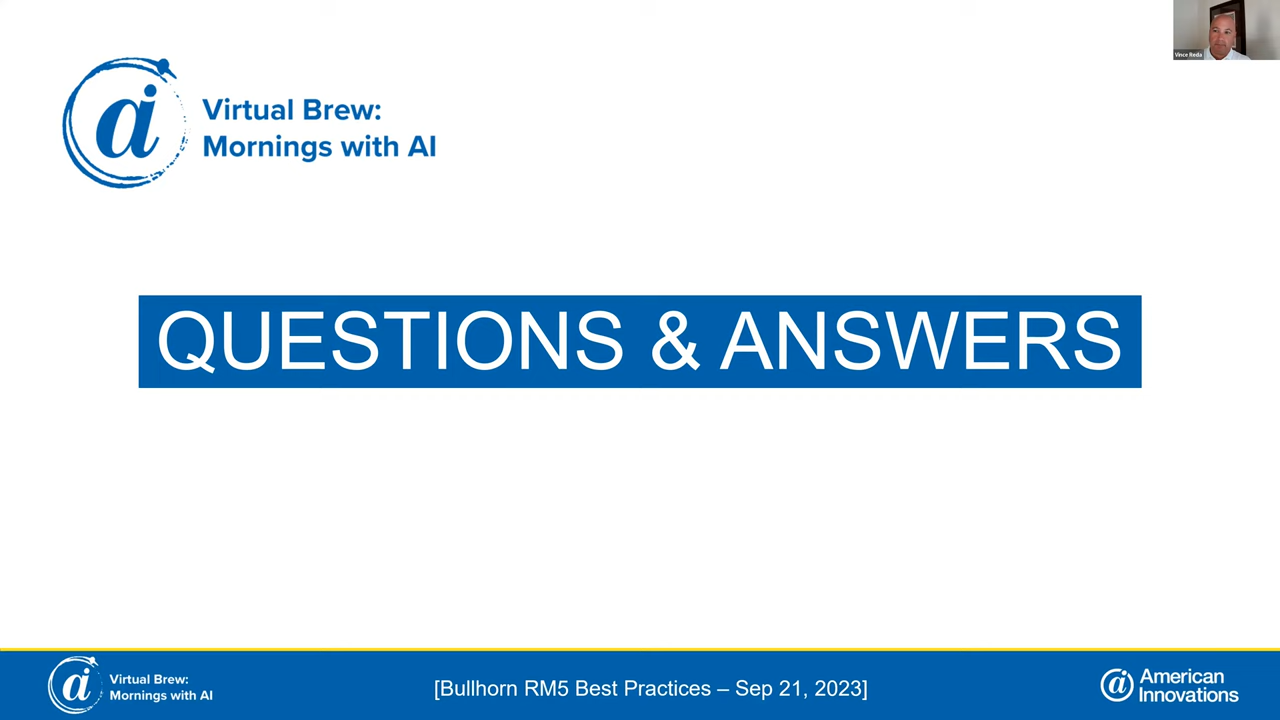 Vince Reda
Virtual Brew:
Mornings with AI
QUESTIONS & ANSWERS
Virtual Brew:
Mornings with AI
[Bullhorn RM5 Best Practices – Sep 21, 2023]
American
Innovations